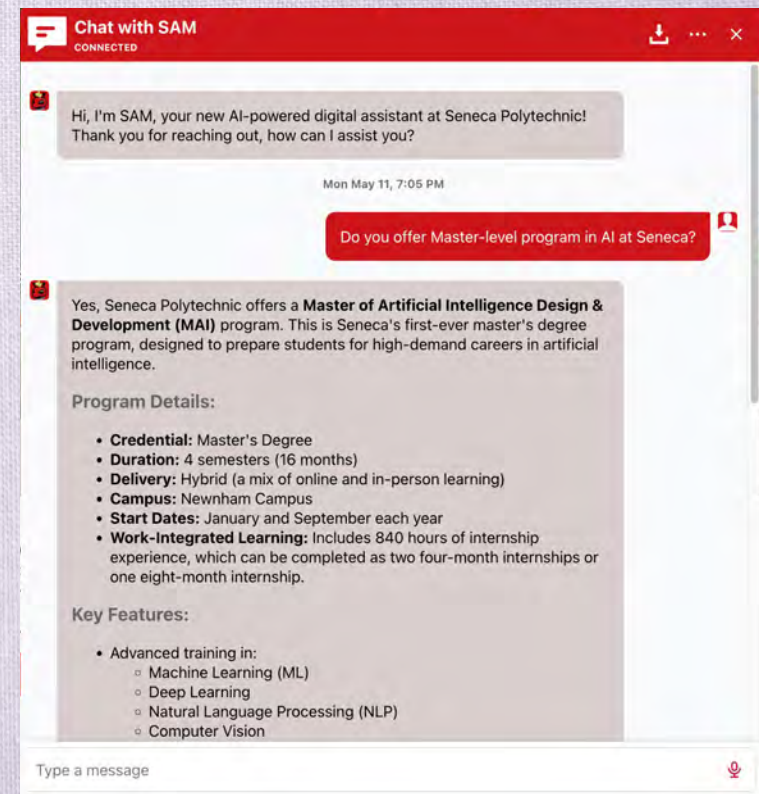 Chat with SAM
CONNECTED
Hi, I'm SAM, your new AI-powered digital assistant at Seneca Polytechnic!
Thank you for reaching out, how can I assist you?
Mon May 11, 7:05 PM
Do you offer Master-level program in AI at Seneca?
Yes, Seneca Polytechnic offers a Master of Artificial Intelligence Design &
Development (MAI) program. This is Seneca's first-ever master's degree
program, designed to prepare students for high-demand careers in artificial
intelligence.
Program Details:
• Credential: Master's Degree
• Duration: 4 semesters (16 months)
• Delivery: Hybrid (a mix of online and in-person learning)
• Campus: Newnham Campus
• Start Dates: January and September each year
• Work-Integrated Learning: Includes 840 hours of internship
experience, which can be completed as two four-month internships or
one eight-month internship.
Key Features:
• Advanced training in:
◦ Machine Learning (ML)
◦ Deep Learning
◦ Natural Language Processing (NLP)
◦ Computer Vision
Type a message